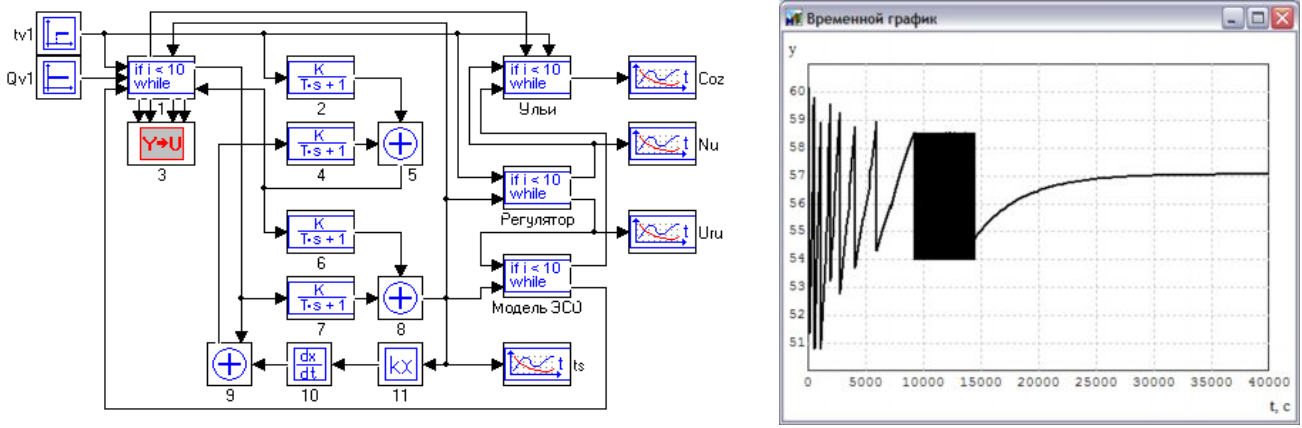 tv1
Qv1
if i < 10
while
1
Y→U
3
K
T·s + 1
2
K
T·s + 1
4
5
K
T·s + 1
6
K
T·s + 1
7
8
9
dx
dt
10
kx
11
if i < 10
while
Ульи
if i < 10
while
Регулятор
if i < 10
while
Модель ЭСО
t
Coz
t
Nu
t
Uru
t
ts
Временной график
y
60
59
58
57
56
55
54
53
52
51
0 5000 10000 15000 20000 25000 30000 35000 40000
t, c